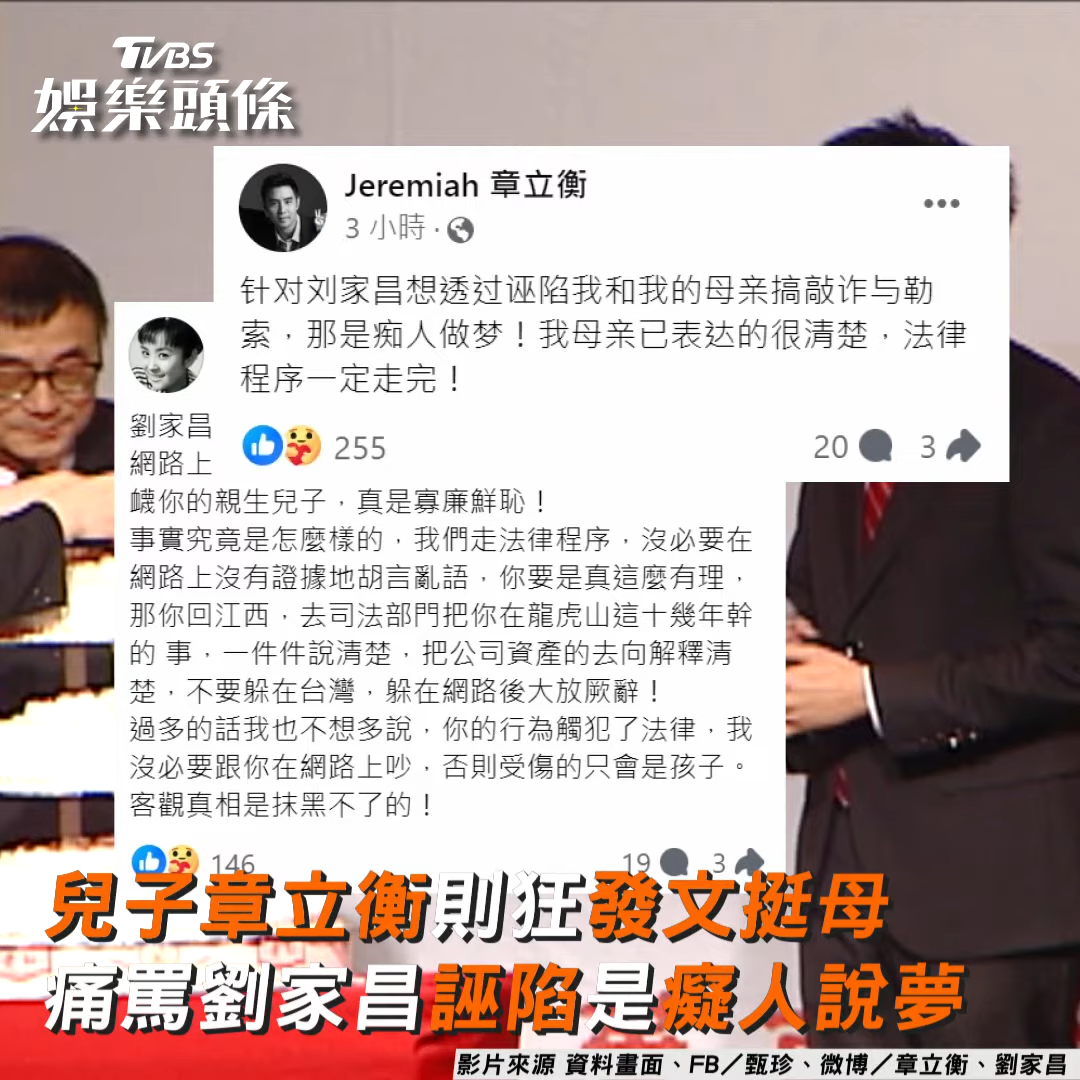 TVBS
娛樂頭條
Jeremiah 章立衡
3 小時
针对刘家昌想透过诬陷我和我的母亲搞敲诈与勒
索，那是痴人做梦！我母亲已表达的很清楚，法律
程序一定走完！
255
20
3
劉家昌
網路上
衊你的親生兒子，真是寡廉鮮恥！
事實究竟是怎麼樣的，我們走法律程序，沒必要在
網路上沒有證據地胡言亂語，你要是真這麼有理，
那你回江西，去司法部門把你在龍虎山這十幾年幹
的 事，一件件說清楚，把公司資產的去向解釋清
楚，不要躲在台灣，躲在網路後大放厥辭！
過多的話我也不想多說，你的行為觸犯了法律，我
沒必要跟你在網路上吵，否則受傷的只會是孩子。
客觀真相是抹黑不了的！
146
19
3
兒子章立衡則狂發文挺母
痛罵劉家昌誣陷是癡人說夢
影片來源 資料畫面、FB／甄珍、微博／章立衡、劉家昌